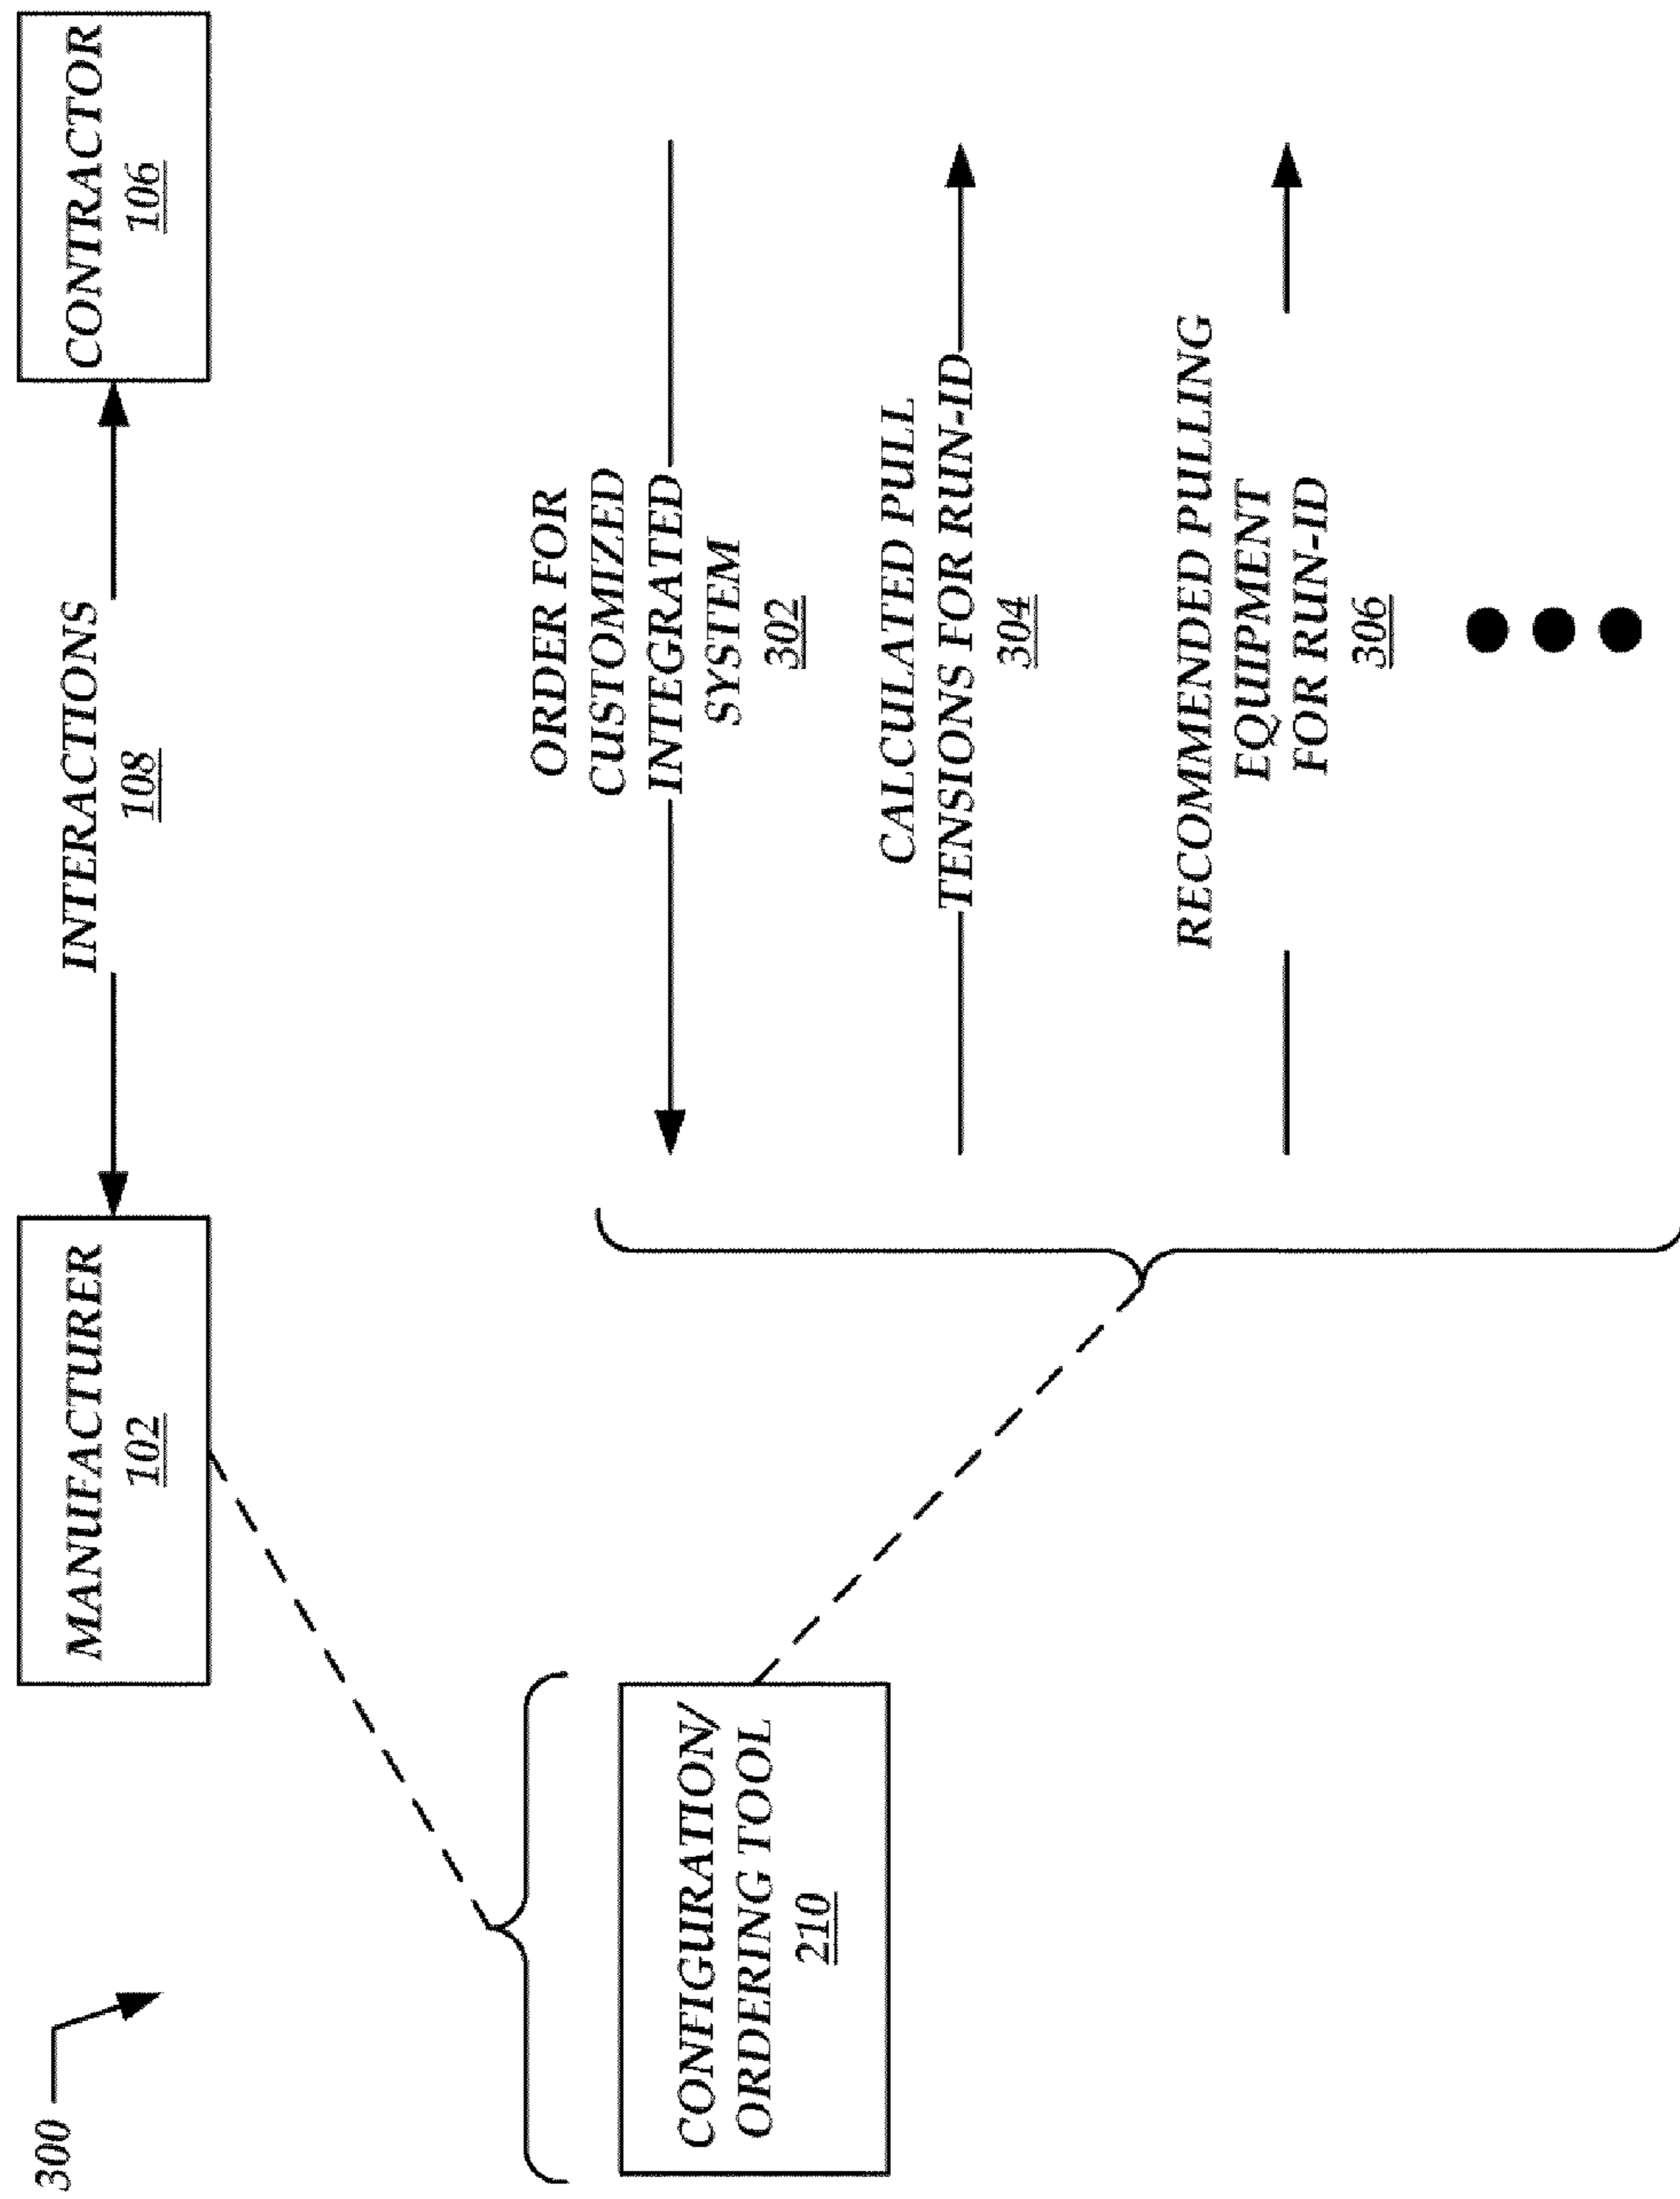 300
MANUFACTURER
102
INTERACTIONS
108
CONTRACTOR
106
CONFIGURATION/
ORDERING TOOL
210
ORDER FOR
CUSTOMIZED
INTEGRATED
SYSTEM
302
CALCULATED PULL
TENSIONS FOR RUN-ID
304
RECOMMENDED PULLING
EQUIPMENT
FOR RUN-ID
306